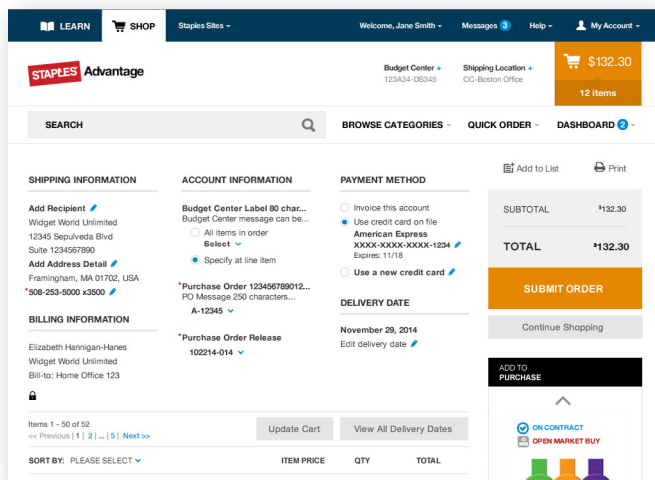 LEARN SHOP Staples Sites Welcome, Jane Smith Messages 3 Help My Account
STAPLES Advantage
Budget Center + Shipping Location +
123A34-DS345 CC-Boston Office
$132.30
12 items
SEARCH BROWSE CATEGORIES QUICK ORDER DASHBOARD 2
Add to List Print
SHIPPING INFORMATION
Add Recipient
Widget World Unlimited
12345 Sepulveda Blvd
Suite 1234567890
Add Address Detail
Framingham, MA 01702, USA
*508-253-5000 x3500
BILLING INFORMATION
Elizabeth Hannigan-Hanes
Widget World Unlimited
Bill-to: Home Office 123
ACCOUNT INFORMATION
Budget Center Label 80 char...
Budget Center message can be...
All items in order
Select
Specify at line item
*Purchase Order 123456789012...
PO Message 250 characters...
A-12345
*Purchase Order Release
102214-014
PAYMENT METHOD
Invoice this account
Use credit card on file
American Express
XXXX-XXXX-XXXX-1234
Expires: 11/18
Use a new credit card
DELIVERY DATE
November 29, 2014
Edit delivery date
SUBTOTAL $132.30
TOTAL $132.30
SUBMIT ORDER
Continue Shopping
ADD TO
PURCHASE
ON CONTRACT
OPEN MARKET BUY
Items 1 - 50 of 52
<< Previous | 1 | 2 | ... | 5 | Next >>
Update Cart View All Delivery Dates
SORT BY: PLEASE SELECT ITEM PRICE QTY TOTAL